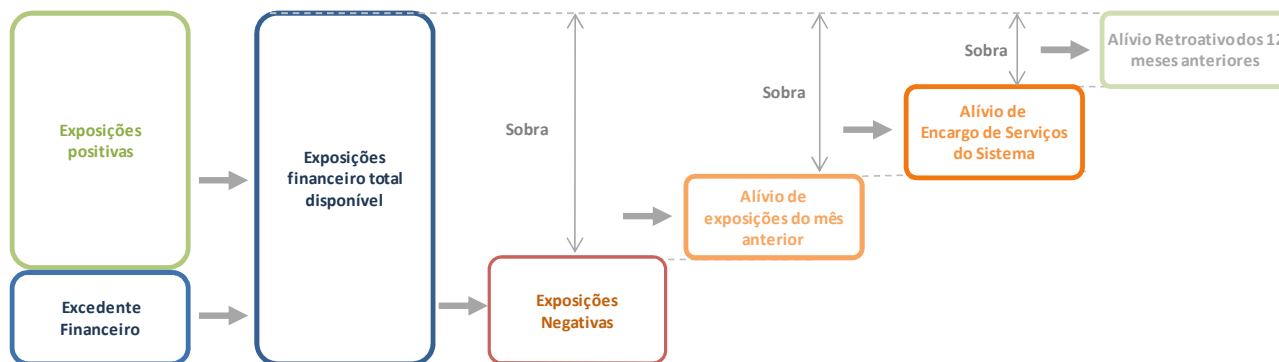 Exposições
positivas
Excedente
Financeiro
Exposições
financeiro total
disponível
Sobra
Exposições
Negativas
Sobra
Alívio de
exposições do mês
anterior
Sobra
Alívio de
Encargo de Serviços
do Sistema
Alívio Retroativo dos 12
meses anteriores